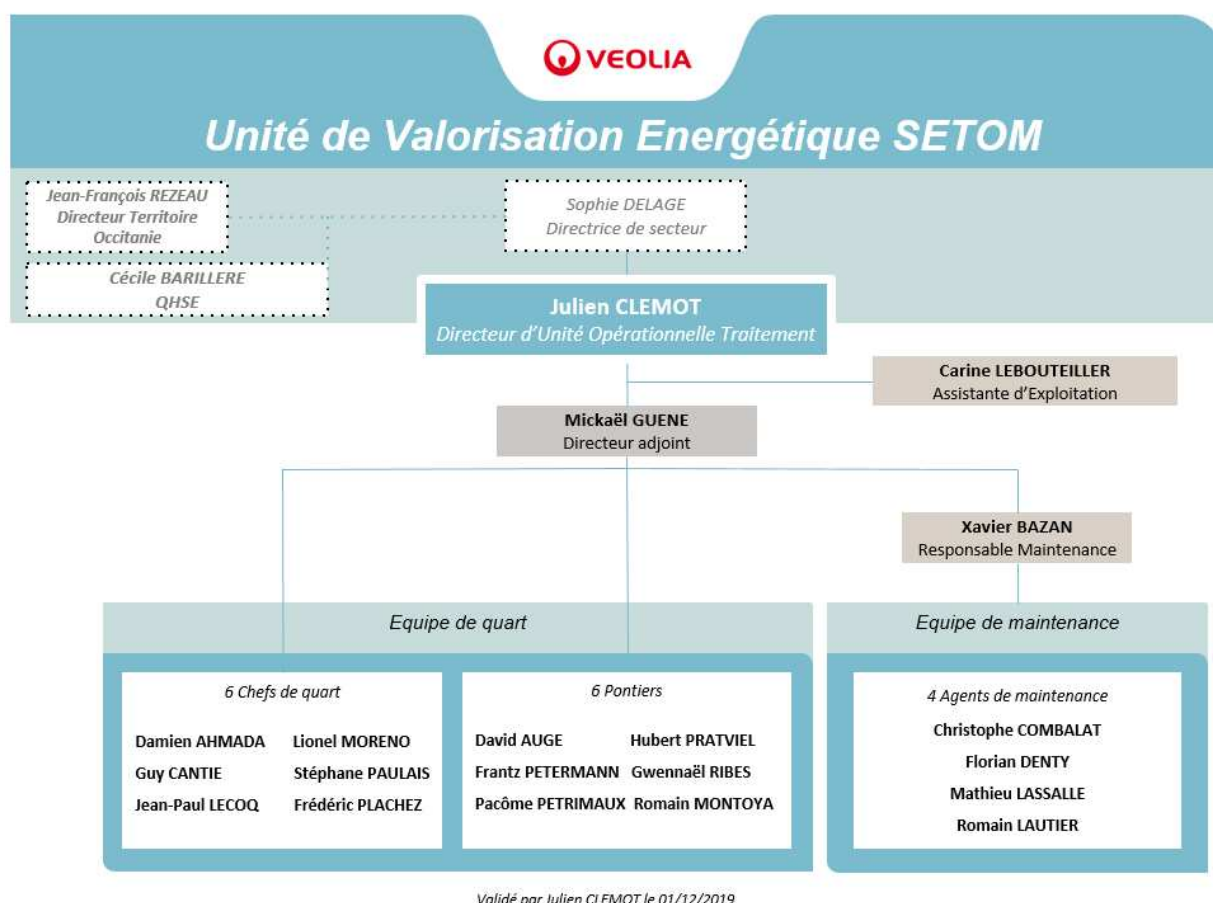 VEOLIA
Unité de Valorisation Energétique SETOM
Jean-François REZEAU
Directeur Territoire
Occitanie
Sophie DELAGE
Directrice de secteur
Cécile BARILLERE
QHSE
Julien CLEMOT
Directeur d'Unité Opérationnelle Traitement
Carine LEBOUTEILLER
Assistante d'Exploitation
Mickaël GUENE
Directeur adjoint
Xavier BAZAN
Responsable Maintenance
Equipe de quart
6 Chefs de quart
Damien AHMADA Lionel MORENO
Guy CANTIE Stéphane PAULAIS
Jean-Paul LECOQ Frédéric PLACHEZ
6 Pontiers
David AUGE Hubert PRATVIEL
Frantz PETERMANN Gwennaël RIBES
Pacôme PETRIMAUX Romain MONTOYA
Equipe de maintenance
4 Agents de maintenance
Christophe COMBALAT
Florian DENTY
Mathieu LASSALLE
Romain LAUTIER
Validé par Julien CLEMOT le 01/12/2019